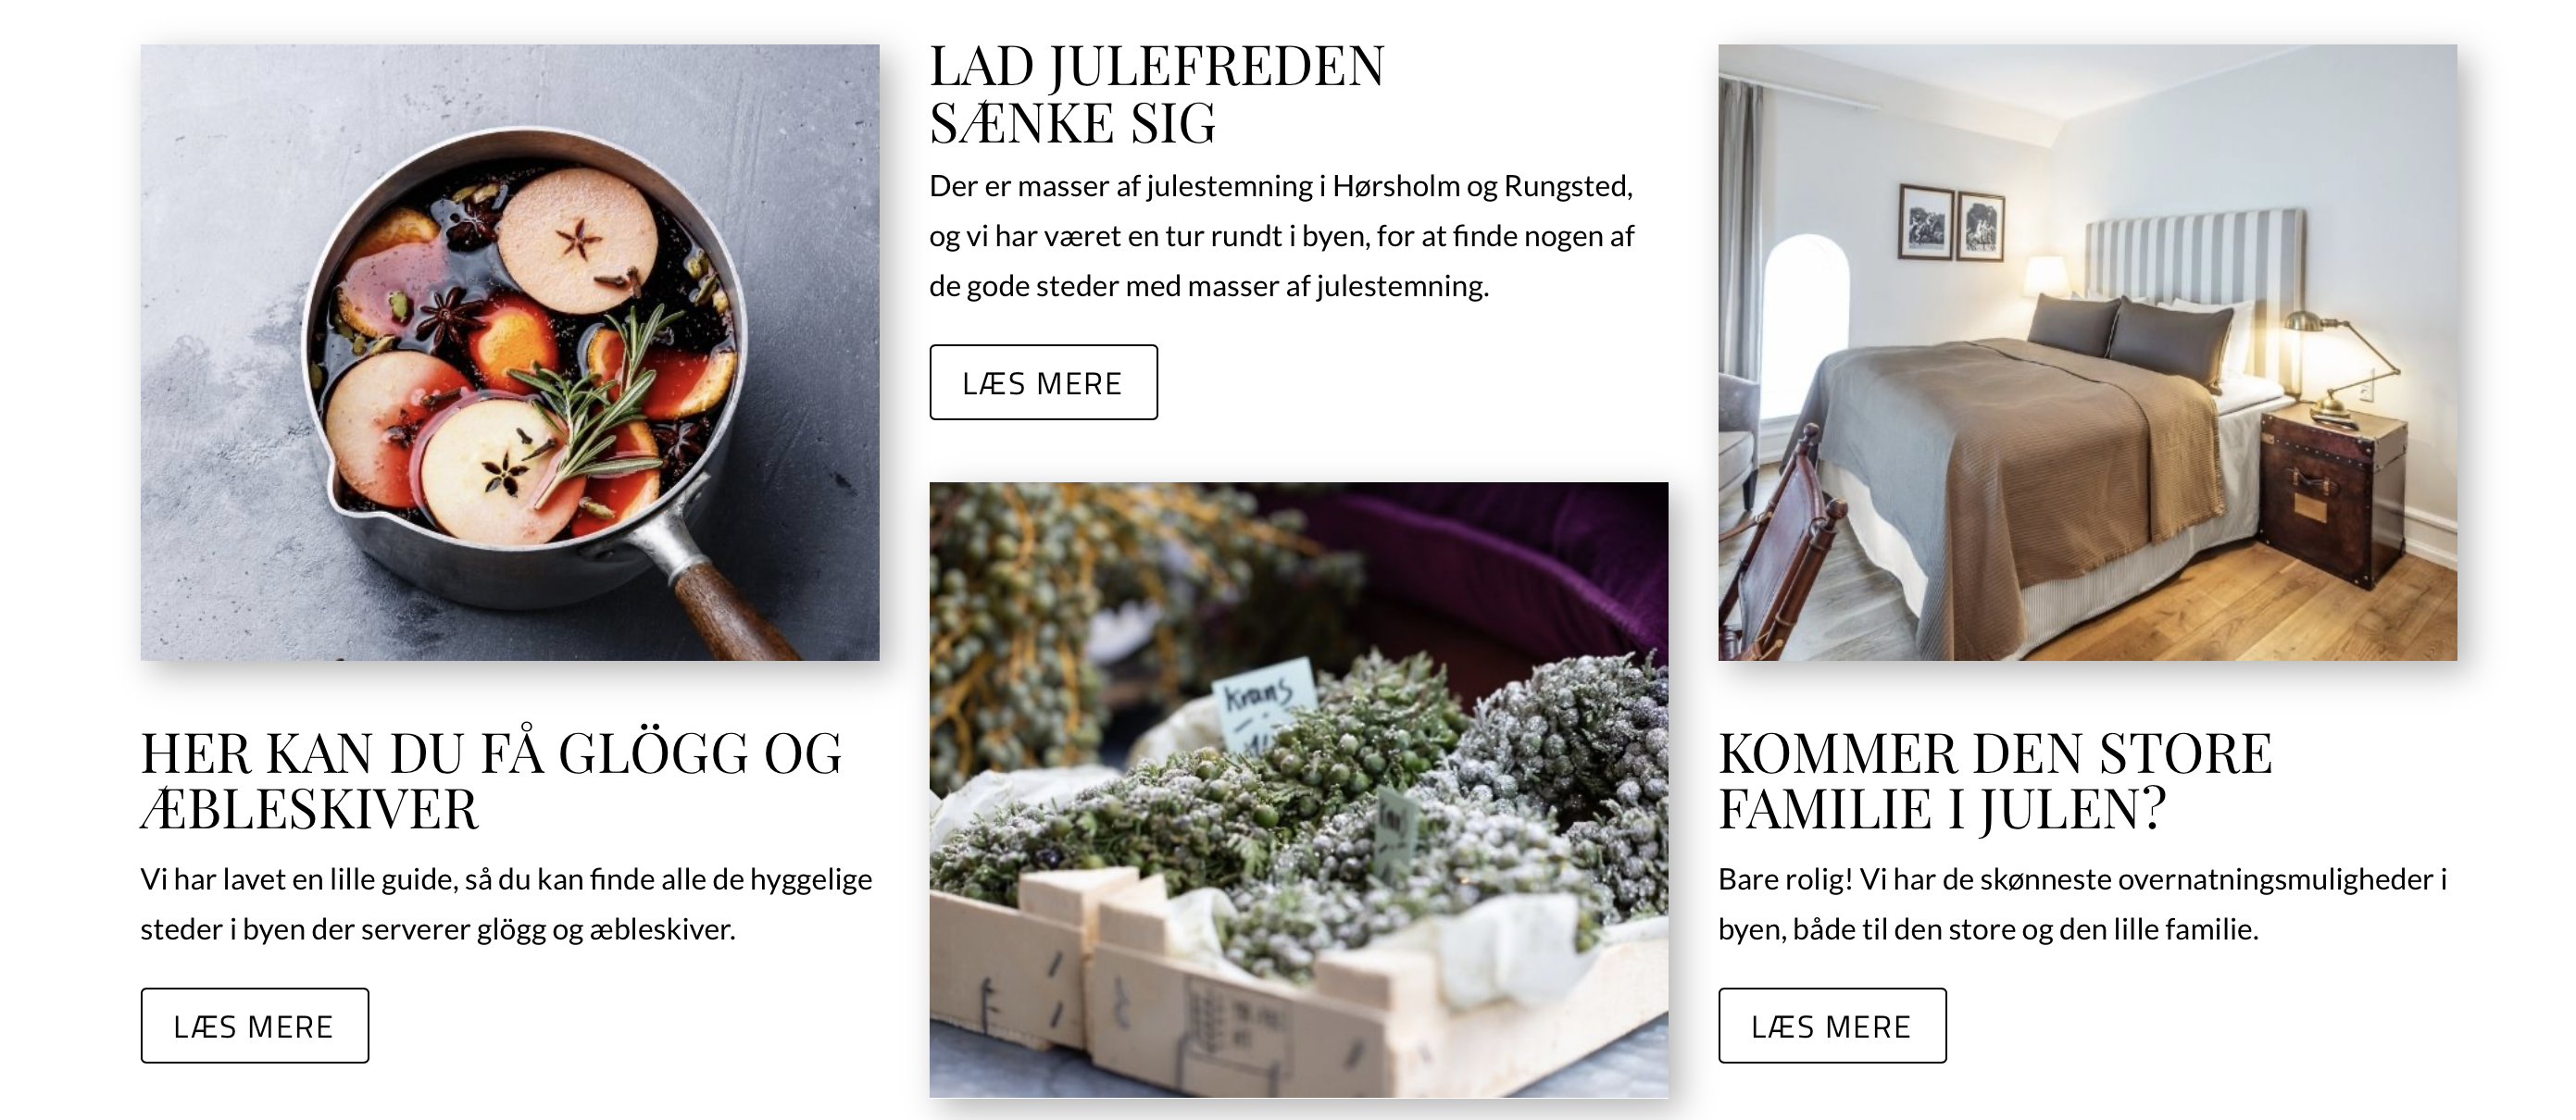 HER KAN DU FÅ GLÖGG OG
ÆBLESKIVER
Vi har lavet en lille guide, så du kan finde alle de hyggelige
steder i byen der serverer glögg og æbleskiver.
LÆS MERE
LAD JULEFREDEN
SÆNKE SIG
Der er masser af julestemning i Hørsholm og Rungsted,
og vi har været en tur rundt i byen, for at finde nogen af
de gode steder med masser af julestemning.
LÆS MERE
Krans
KOMMER DEN STORE
FAMILIE I JULEN?
Bare rolig! Vi har de skønneste overnatningsmuligheder i
byen, både til den store og den lille familie.
LÆS MERE